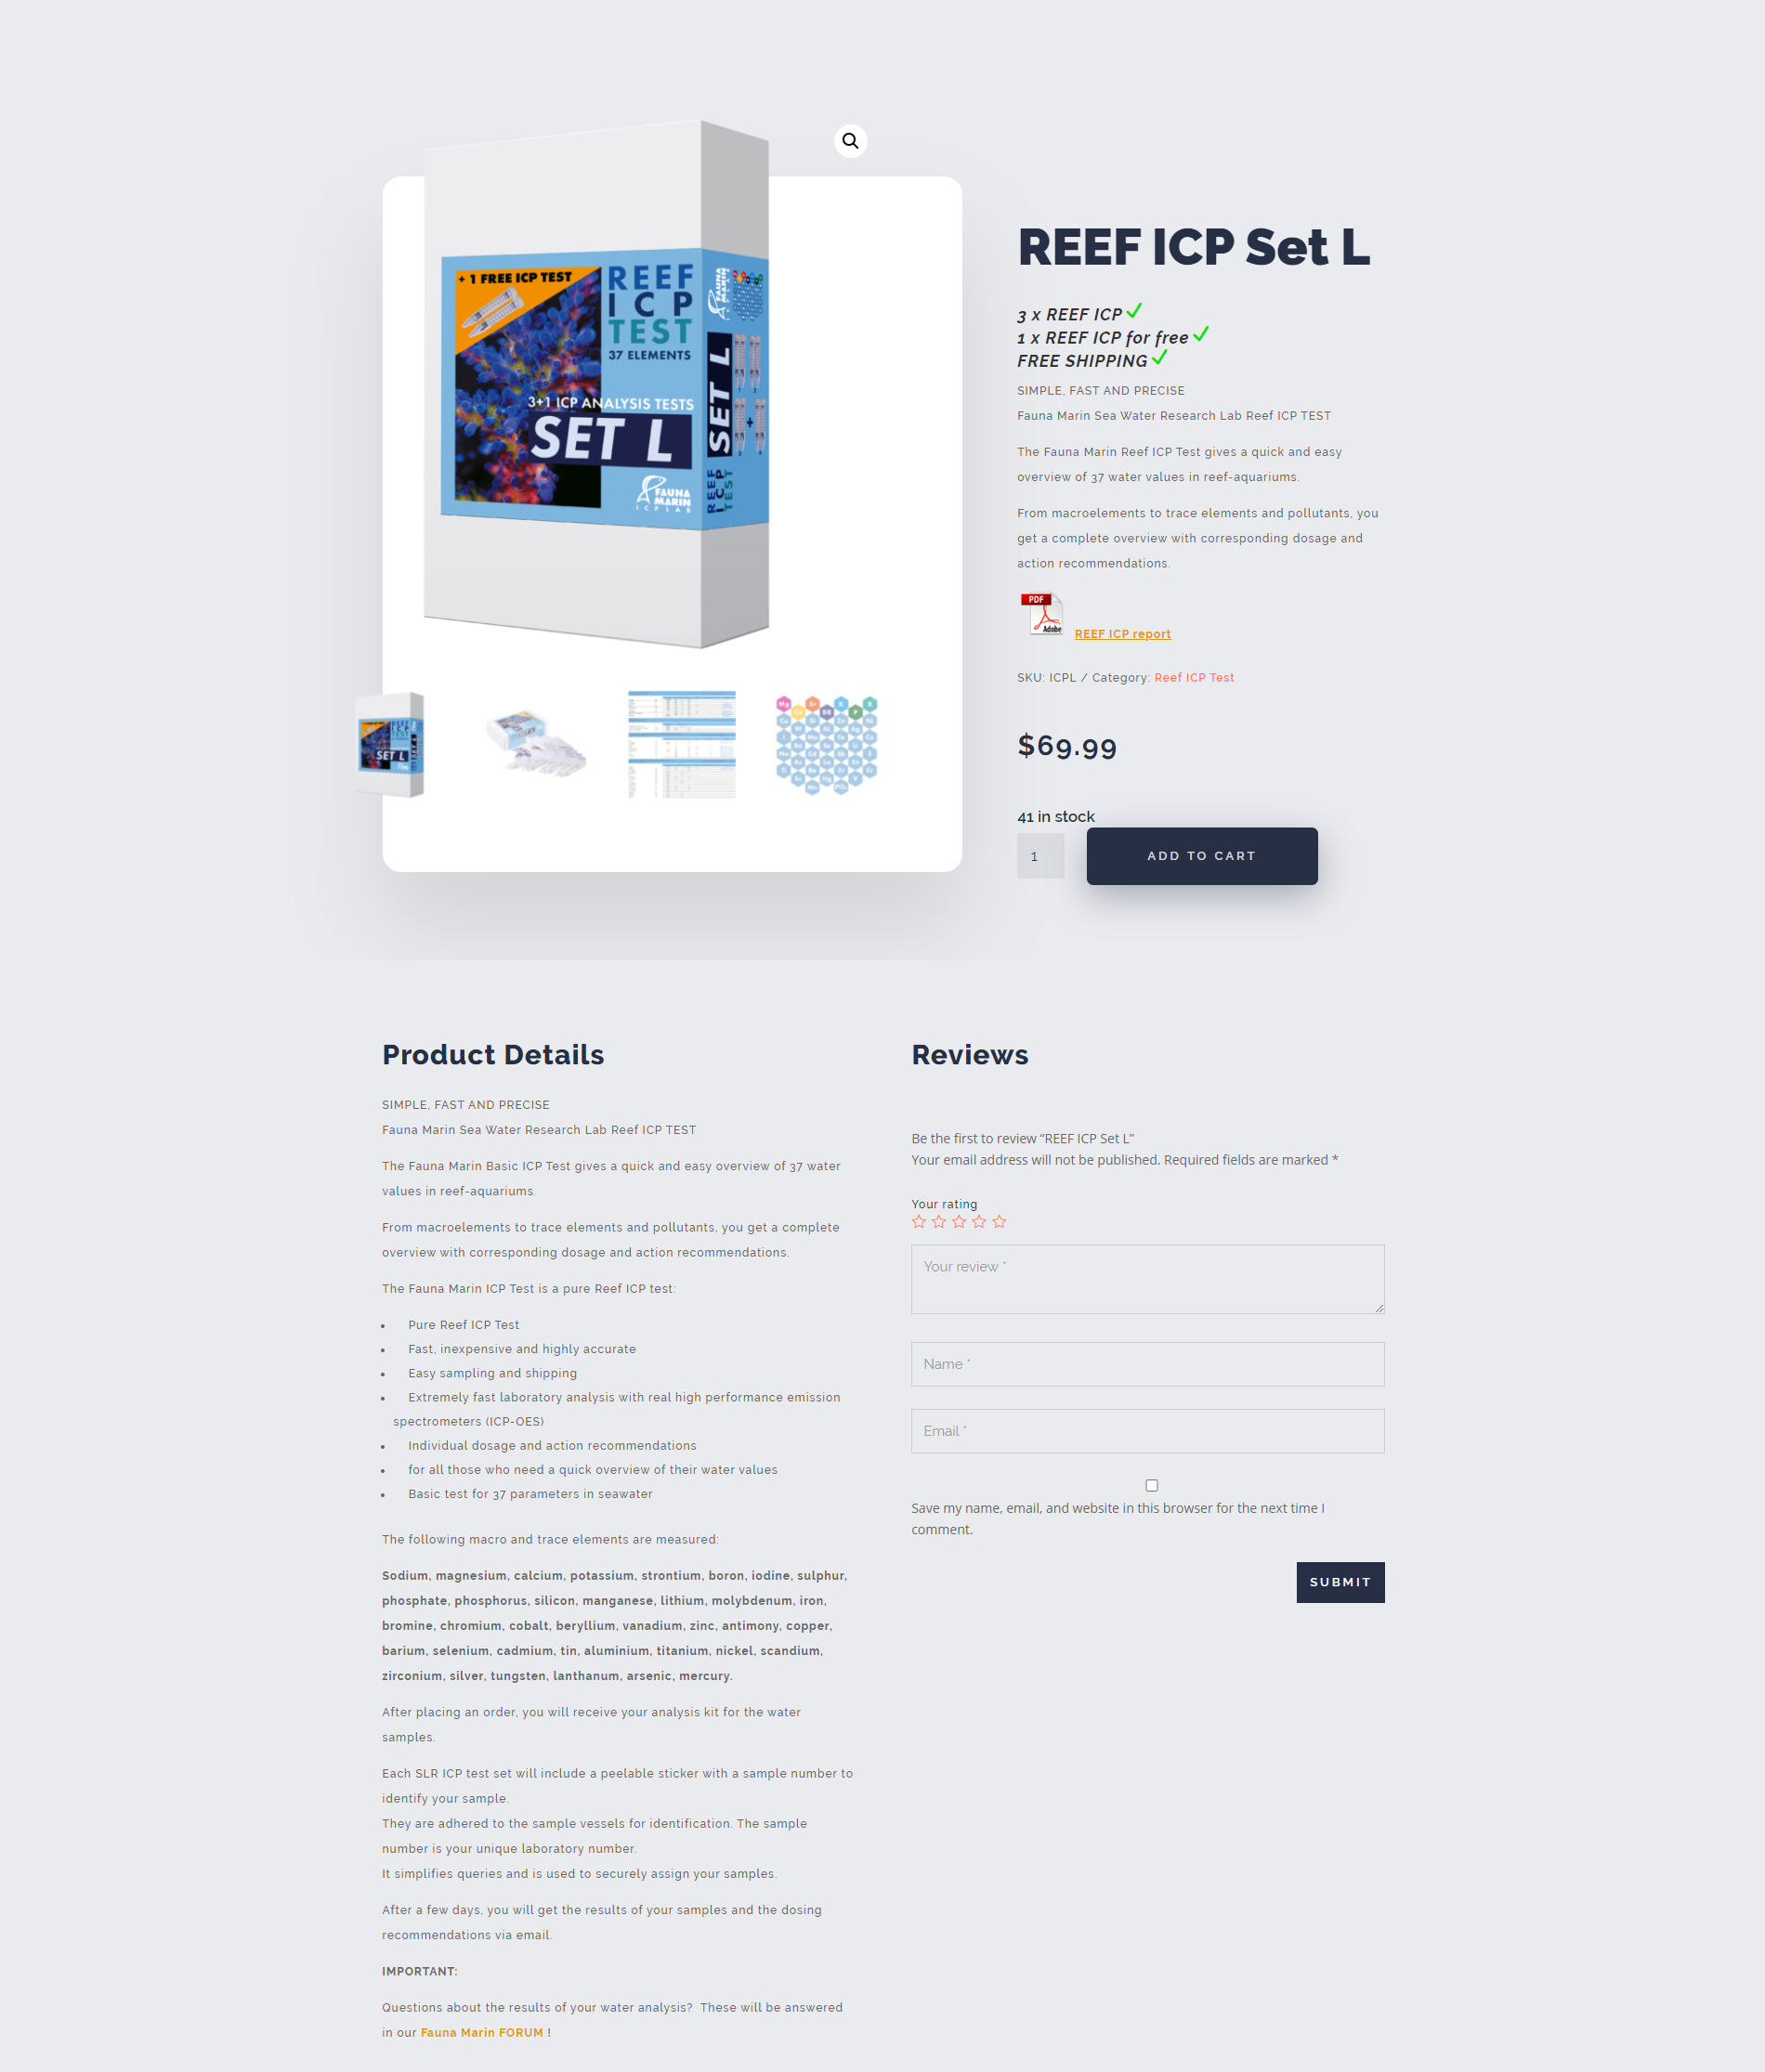 + 1 FREE ICP TEST
REEF
ICP
TEST
37 ELEMENTS
3+1 ICP ANALYSIS TESTS
SET L
FAUNA
MARIN
ICP LAB
FAUNA
MARIN
SET L
REEF
ICP
TEST
REEF ICP Set L
3 x REEF ICP
1 x REEF ICP for free
FREE SHIPPING
SIMPLE, FAST AND PRECISE
Fauna Marin Sea Water Research Lab Reef ICP TEST
The Fauna Marin Reef ICP Test gives a quick and easy
overview of 37 water values in reef-aquariums.
From macroelements to trace elements and pollutants, you
get a complete overview with corresponding dosage and
action recommendations.
PDF
Adobe
REEF ICP report
SKU: ICPL / Category: Reef ICP Test
$69.99
41 in stock
1
ADD TO CART
Product Details
SIMPLE, FAST AND PRECISE
Fauna Marin Sea Water Research Lab Reef ICP TEST
The Fauna Marin Basic ICP Test gives a quick and easy overview of 37 water
values in reef-aquariums.
From macroelements to trace elements and pollutants, you get a complete
overview with corresponding dosage and action recommendations.
The Fauna Marin ICP Test is a pure Reef ICP test:
• Pure Reef ICP Test
• Fast, inexpensive and highly accurate
• Easy sampling and shipping
• Extremely fast laboratory analysis with real high performance emission
spectrometers (ICP-OES)
• Individual dosage and action recommendations
• for all those who need a quick overview of their water values
• Basic test for 37 parameters in seawater
The following macro and trace elements are measured:
Sodium, magnesium, calcium, potassium, strontium, boron, iodine, sulphur,
phosphate, phosphorus, silicon, manganese, lithium, molybdenum, iron,
bromine, chromium, cobalt, beryllium, vanadium, zinc, antimony, copper,
barium, selenium, cadmium, tin, aluminium, titanium, nickel, scandium,
zirconium, silver, tungsten, lanthanum, arsenic, mercury.
After placing an order, you will receive your analysis kit for the water
samples.
Each SLR ICP test set will include a peelable sticker with a sample number to
identify your sample.
They are adhered to the sample vessels for identification. The sample
number is your unique laboratory number.
It simplifies queries and is used to securely assign your samples.
After a few days, you will get the results of your samples and the dosing
recommendations via email.
IMPORTANT:
Questions about the results of your water analysis?  These will be answered
in our Fauna Marin FORUM !
Reviews
Be the first to review “REEF ICP Set L”
Your email address will not be published. Required fields are marked *
Your rating
Your review *
Name *
Email *
Save my name, email, and website in this browser for the next time I
comment.
SUBMIT